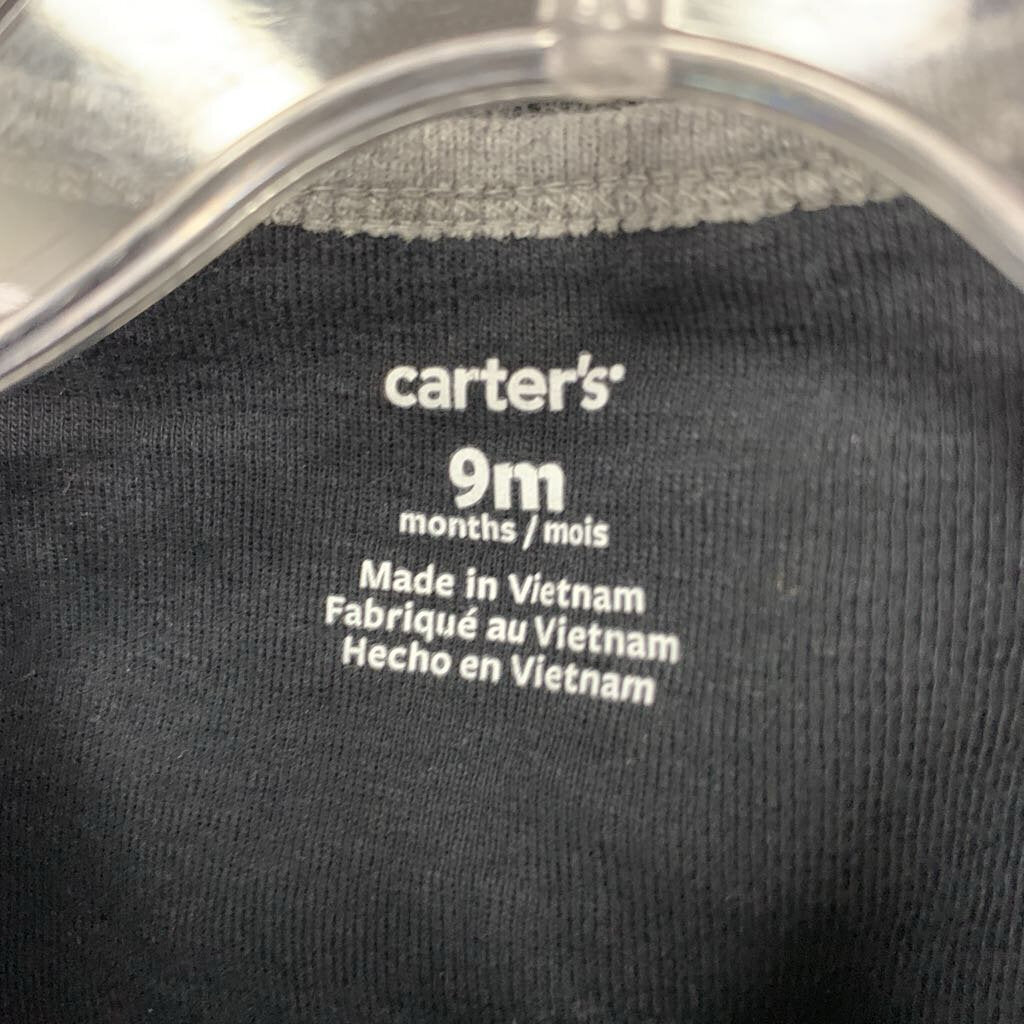 carter's
9m
months / mois
Made in Vietnam
Fabriqué au Vietnam
Hecho en Vietnam